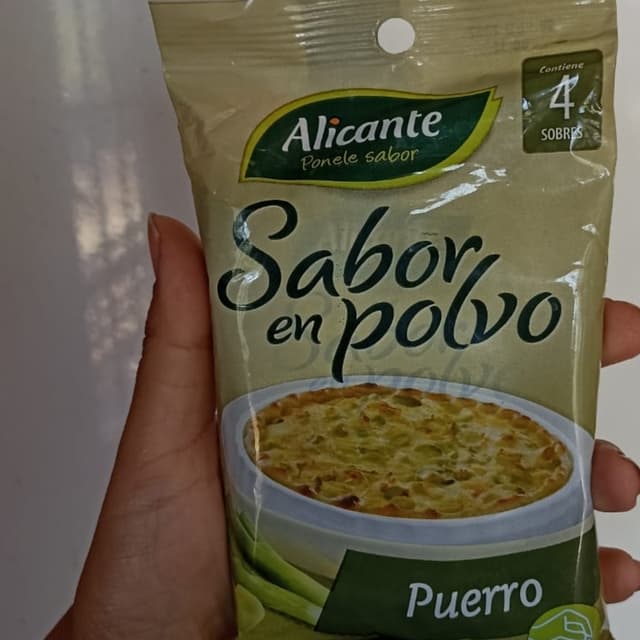 Contiene
4
SOBRES
Alicante
Ponele sabor
Sabor
en polvo
Puerro